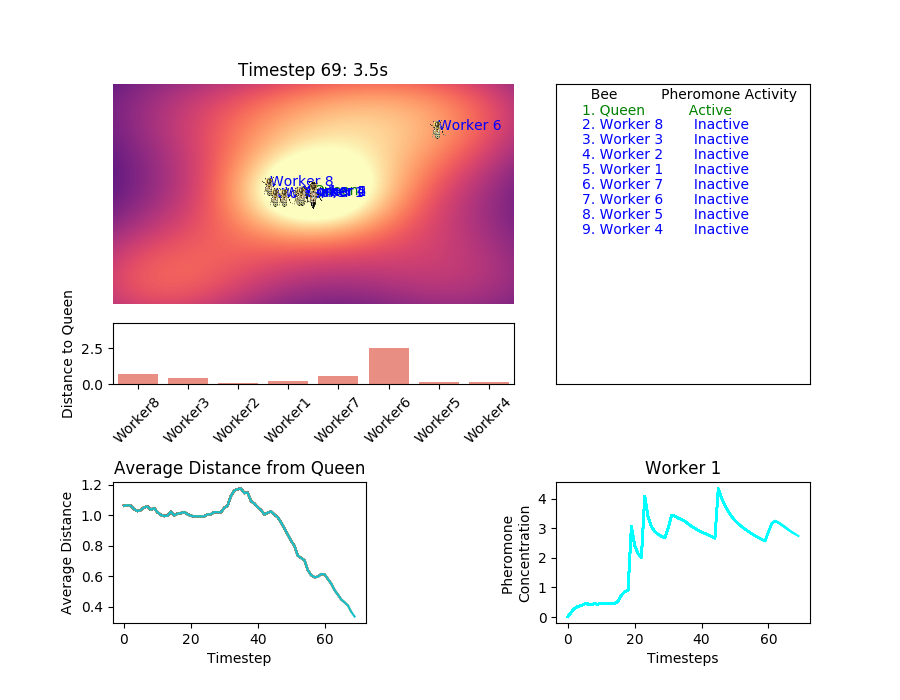 Timestep 69: 3.5s
Worker 6
Worker 8
Bee Pheromone Activity
1. Queen Active
2. Worker 8 Inactive
3. Worker 3 Inactive
4. Worker 2 Inactive
5. Worker 1 Inactive
6. Worker 7 Inactive
7. Worker 6 Inactive
8. Worker 5 Inactive
9. Worker 4 Inactive
Distance to Queen
2.5
0.0
Worker8 Worker3 Worker2 Worker1 Worker7 Worker6 Worker5 Worker4
Average Distance from Queen
Average Distance
1.2
1.0
0.8
0.6
0.4
0 20 40 60
Timestep
Worker 1
Pheromone
Concentration
4
3
2
1
0
0 20 40 60
Timesteps